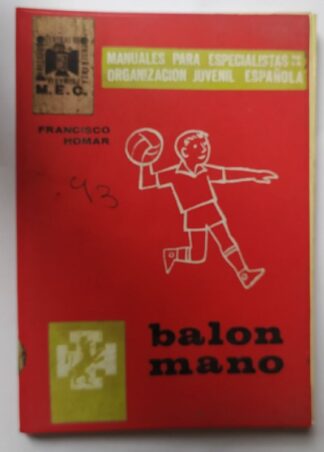 M.E.C.
MANUALES PARA ESPECIALISTAS DE LA
ORGANIZACION JUVENIL ESPAÑOLA
FRANCISCO
HOMAR
93
balon
mano